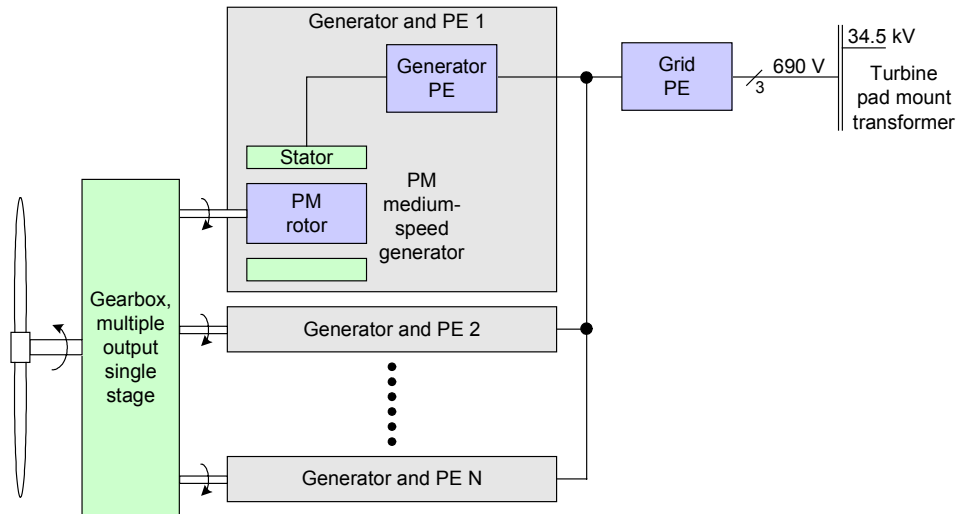 Generator and PE 1
Generator
PE
Grid
PE
690 V
3
34.5 kV
Turbine
pad mount
transformer
Stator
PM
rotor
PM
medium-
speed
generator
Gearbox,
multiple
output
single
stage
Generator and PE 2
Generator and PE N